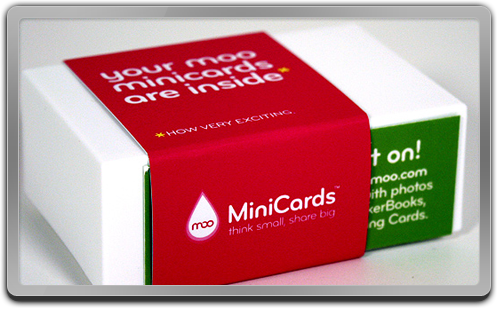 your moo
minicards
are inside*
*HOW VERY EXCITING.
moo
MiniCards™
think small, share big
t on!
moo.com
with photos
kerBooks,
ng Cards.